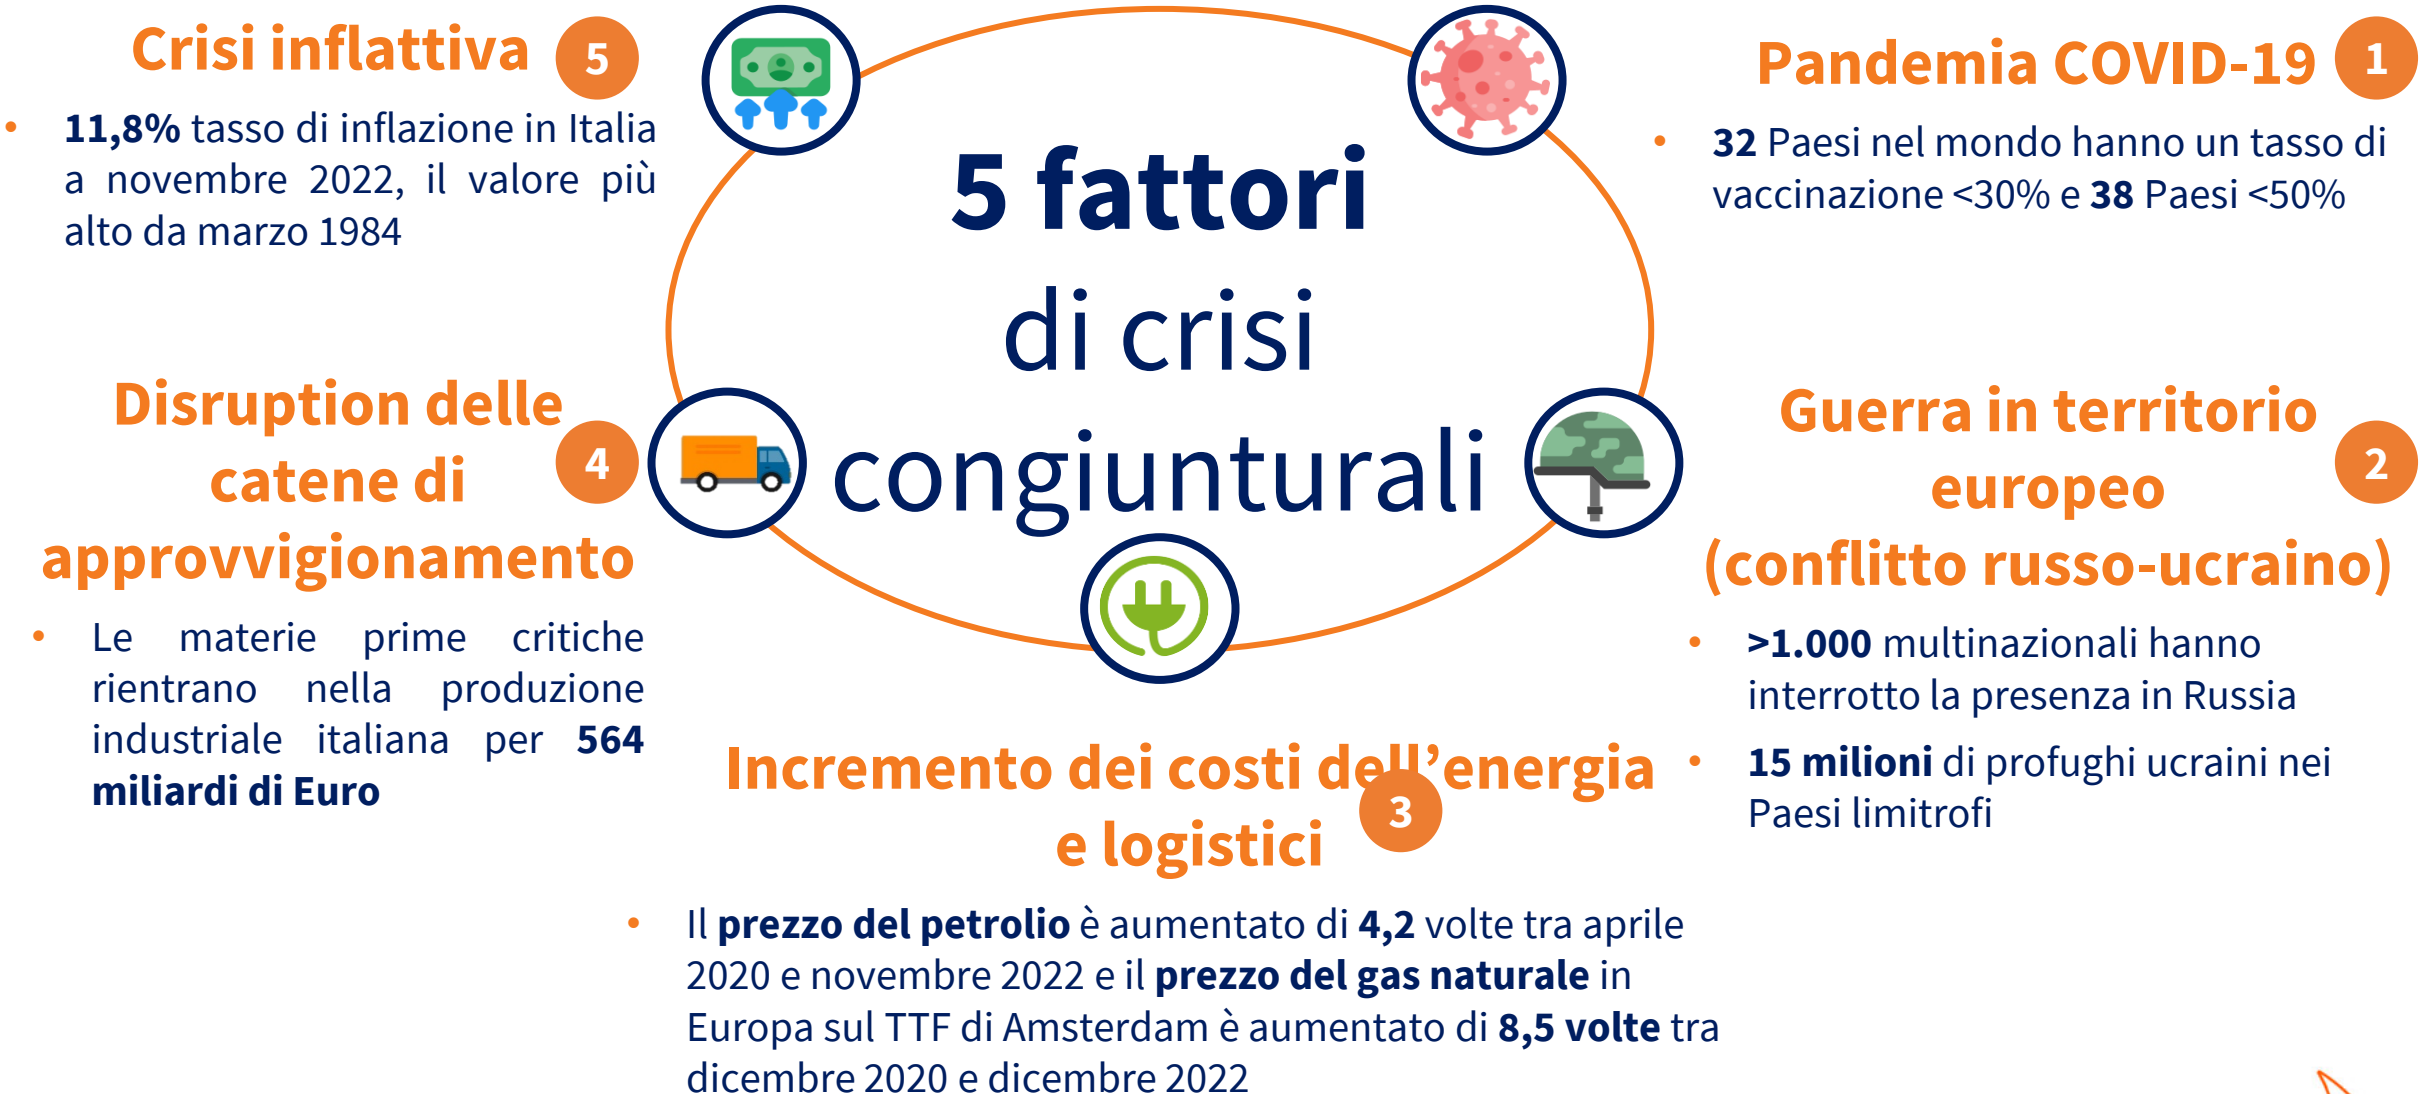 5 fattori
di crisi
congiunturali
Pandemia COVID-19
1
• 32 Paesi nel mondo hanno un tasso di
vaccinazione <30% e 38 Paesi <50%
Guerra in territorio
europeo
(conflitto russo-ucraino)
2
• >1.000 multinazionali hanno
interrotto la presenza in Russia
• 15 milioni di profughi ucraini nei
Paesi limitrofi
Incremento dei costi dell’energia
e logistici
3
• Il prezzo del petrolio è aumentato di 4,2 volte tra aprile
2020 e novembre 2022 e il prezzo del gas naturale in
Europa sul TTF di Amsterdam è aumentato di 8,5 volte tra
dicembre 2020 e dicembre 2022
Disruption delle
catene di
approvvigionamento
4
• Le materie prime critiche
rientrano nella produzione
industriale italiana per 564
miliardi di Euro
Crisi inflattiva
5
• 11,8% tasso di inflazione in Italia
a novembre 2022, il valore più
alto da marzo 1984